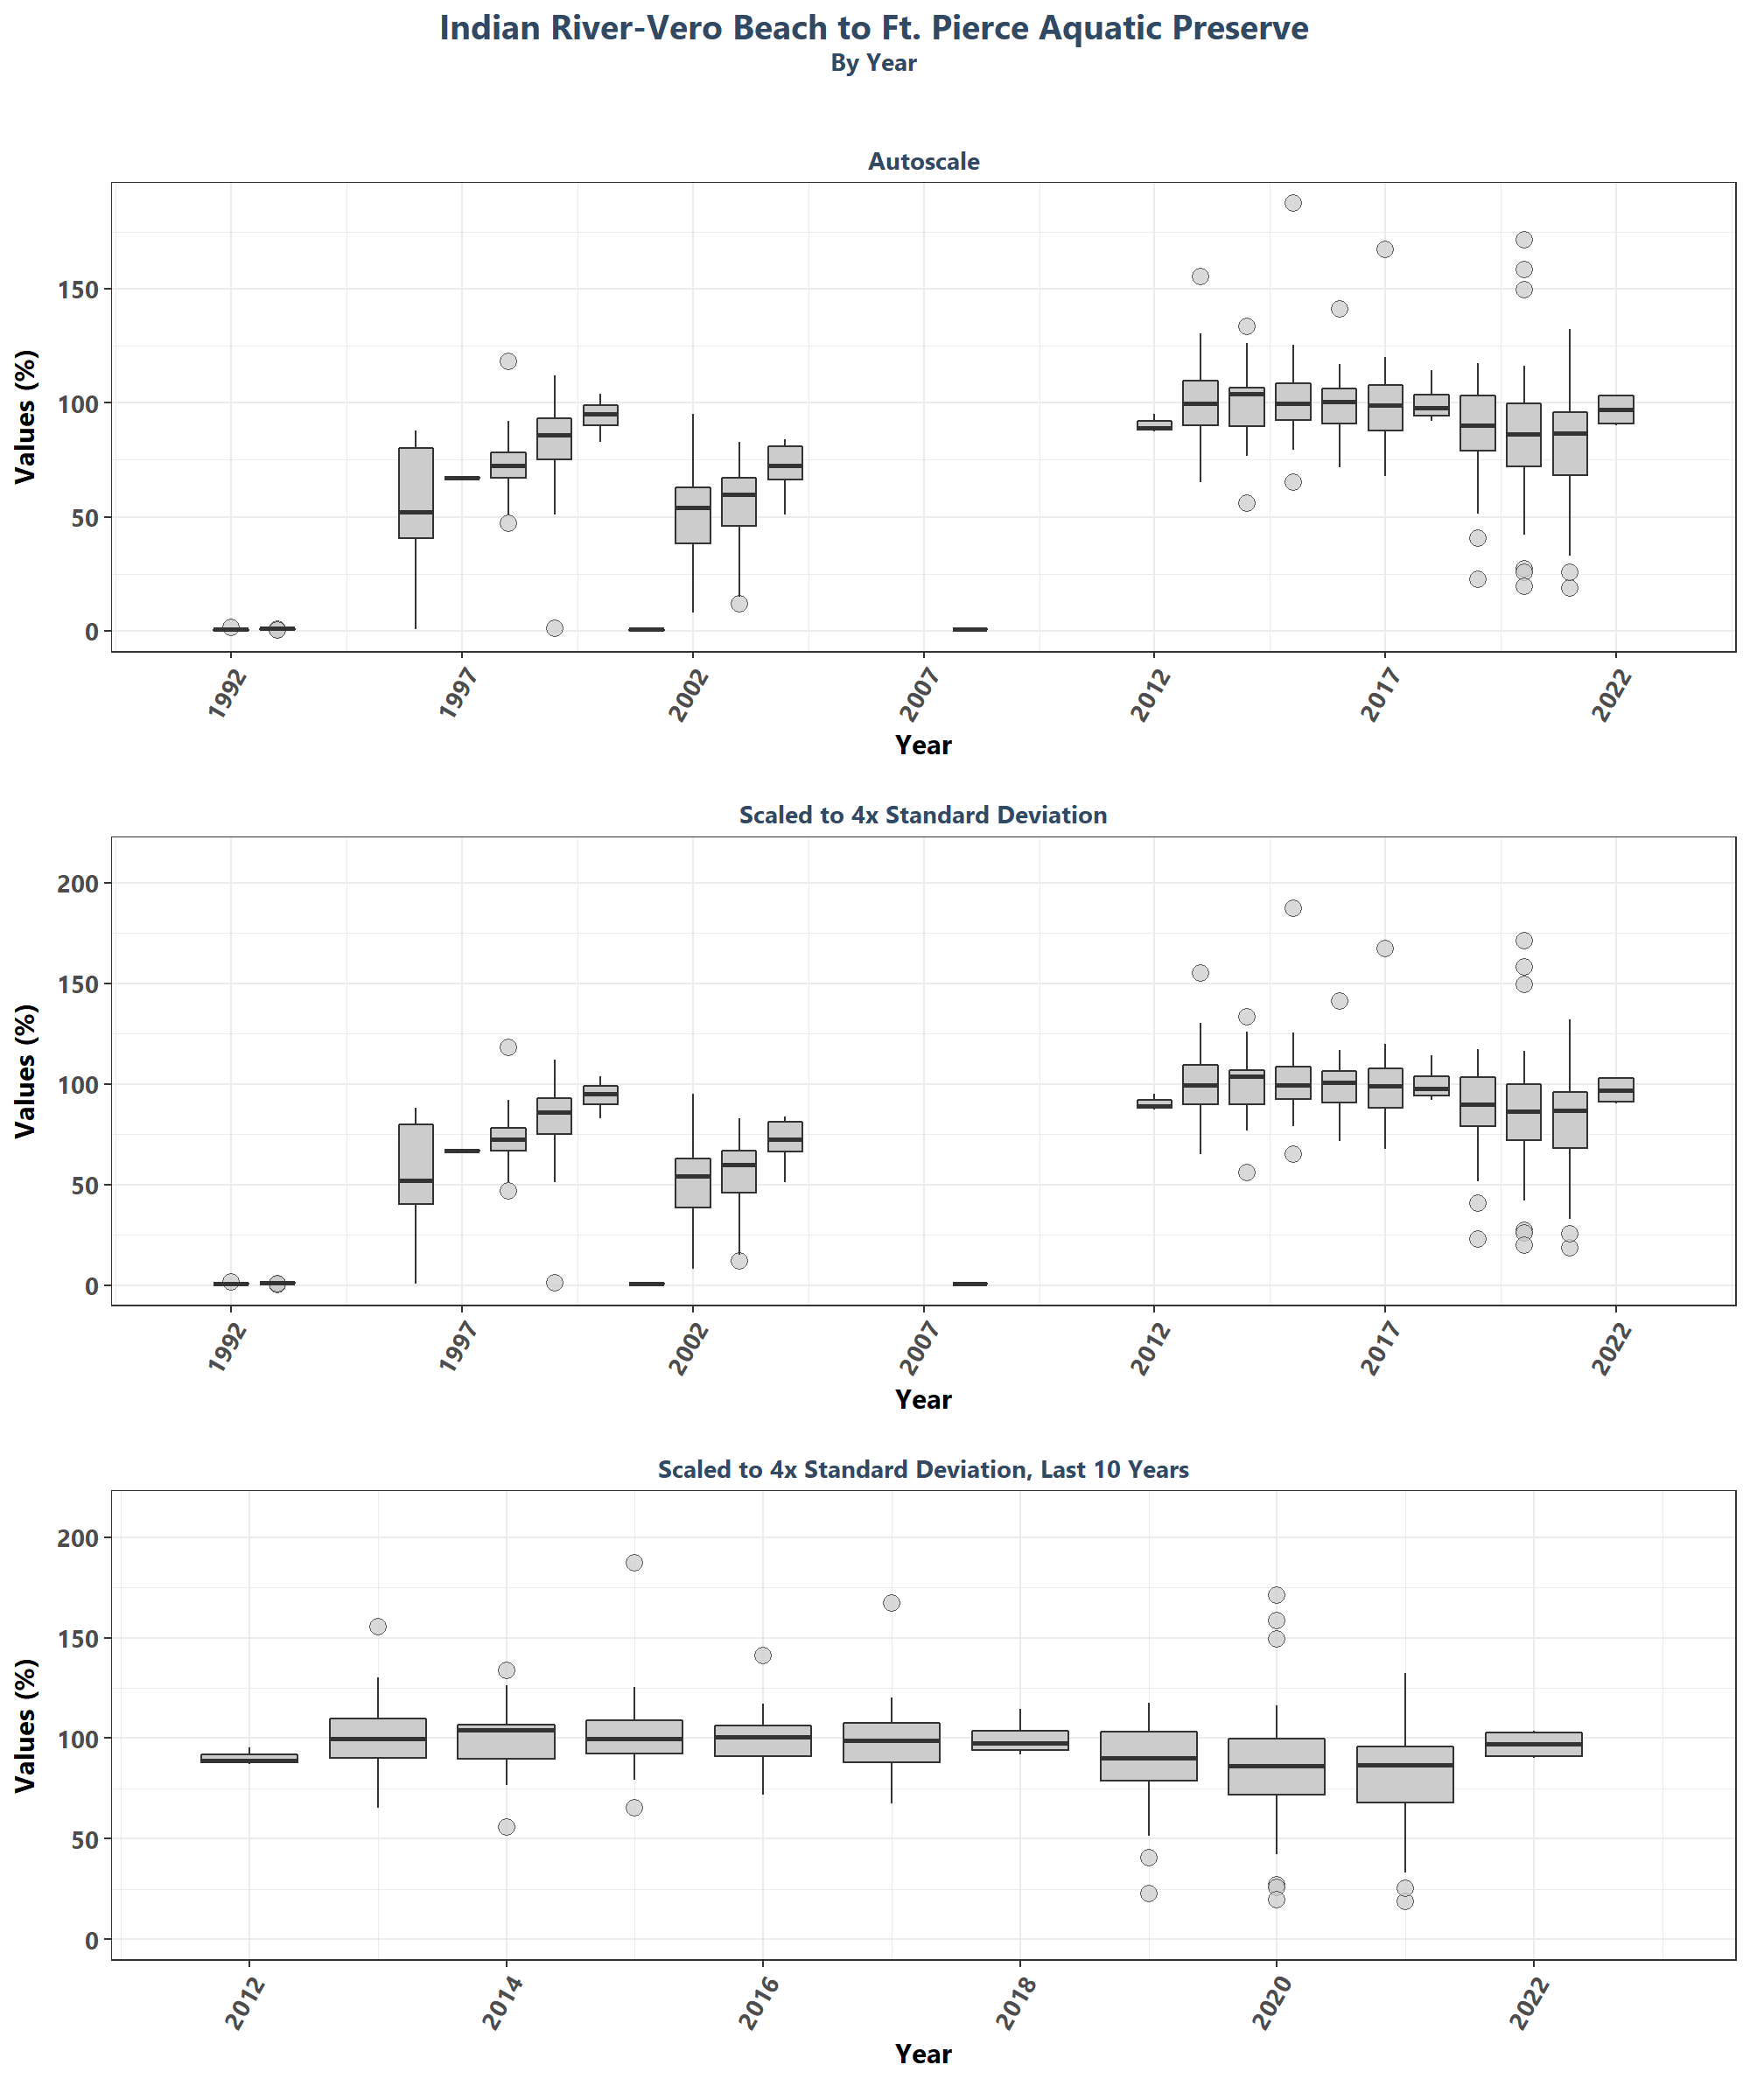 Indian River-Vero Beach to Ft. Pierce Aquatic Preserve
By Year
Autoscale
Values (%)
150
100
50
0
1992 1997 2002 2007 2012 2017 2022
Year
Scaled to 4x Standard Deviation
Values (%)
200
150
100
50
0
1992 1997 2002 2007 2012 2017 2022
Year
Scaled to 4x Standard Deviation, Last 10 Years
Values (%)
200
150
100
50
0
2012 2014 2016 2018 2020 2022
Year